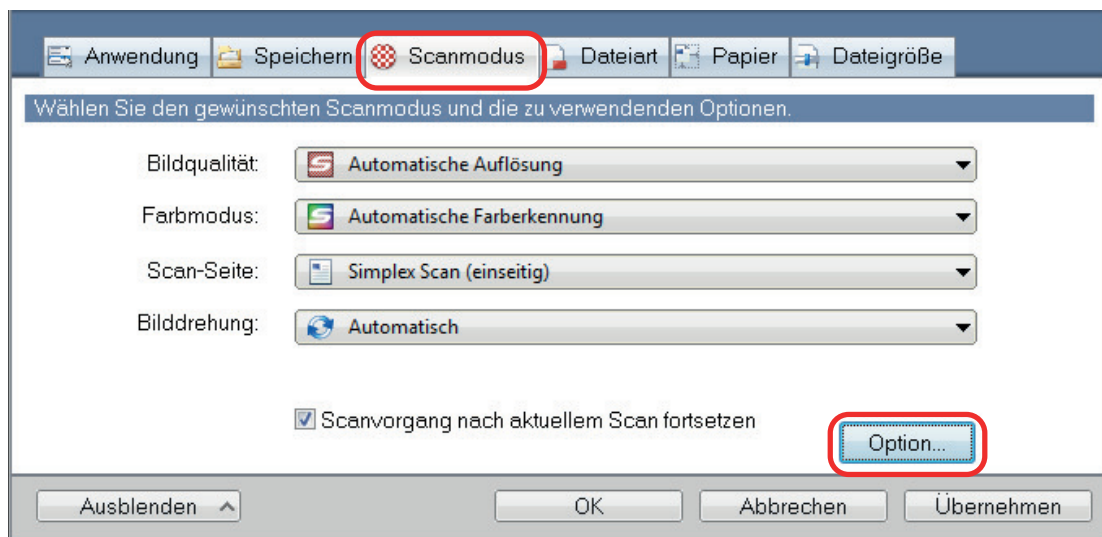 Anwendung Speichern Scanmodus Dateiart Papier Dateigröße
Wählen Sie den gewünschten Scanmodus und die zu verwendenden Optionen.
Bildqualität: Automatische Auflösung
Farbmodus: Automatische Farberkennung
Scan-Seite: Simplex Scan (einseitig)
Bilddrehung: Automatisch
Scanvorgang nach aktuellem Scan fortsetzen
Option...
Ausblenden OK Abbrechen Übernehmen